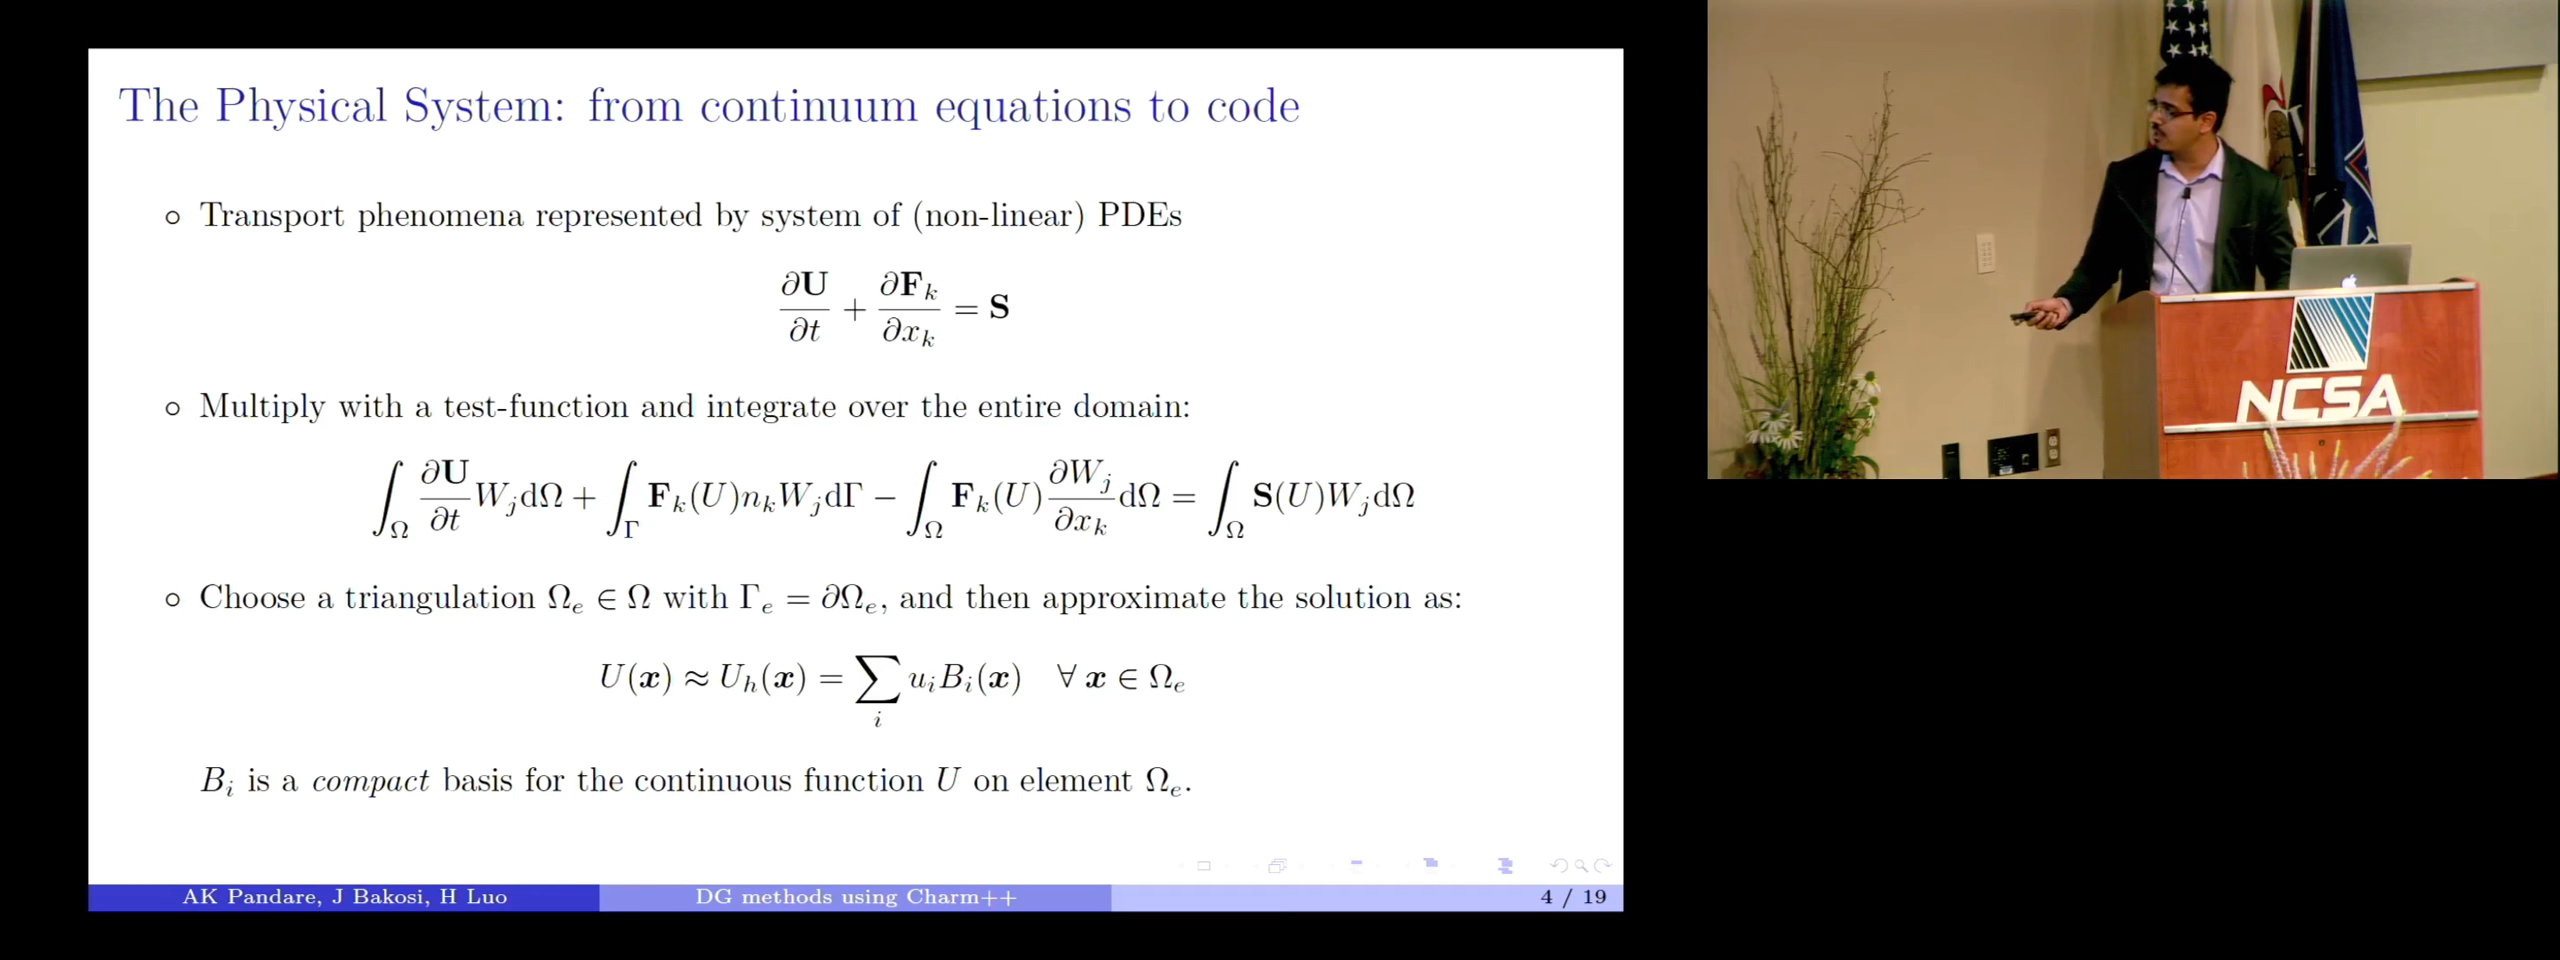 The Physical System: from continuum equations to code
∘ Transport phenomena represented by system of (non-linear) PDEs
∂U/∂t + ∂F_k/∂x_k = S
∘ Multiply with a test-function and integrate over the entire domain:
∫_Ω ∂U/∂t W_j dΩ + ∫_Γ F_k(U) n_k W_j dΓ − ∫_Ω F_k(U) ∂W_j/∂x_k dΩ = ∫_Ω S(U) W_j dΩ
∘ Choose a triangulation Ω_e ∈ Ω with Γ_e = ∂Ω_e, and then approximate the solution as:
U(x) ≈ U_h(x) = ∑_i u_i B_i(x) ∀ x ∈ Ω_e
B_i is a compact basis for the continuous function U on element Ω_e.
AK Pandare, J Bakosi, H Luo
DG methods using Charm++
4 / 19
NCSA